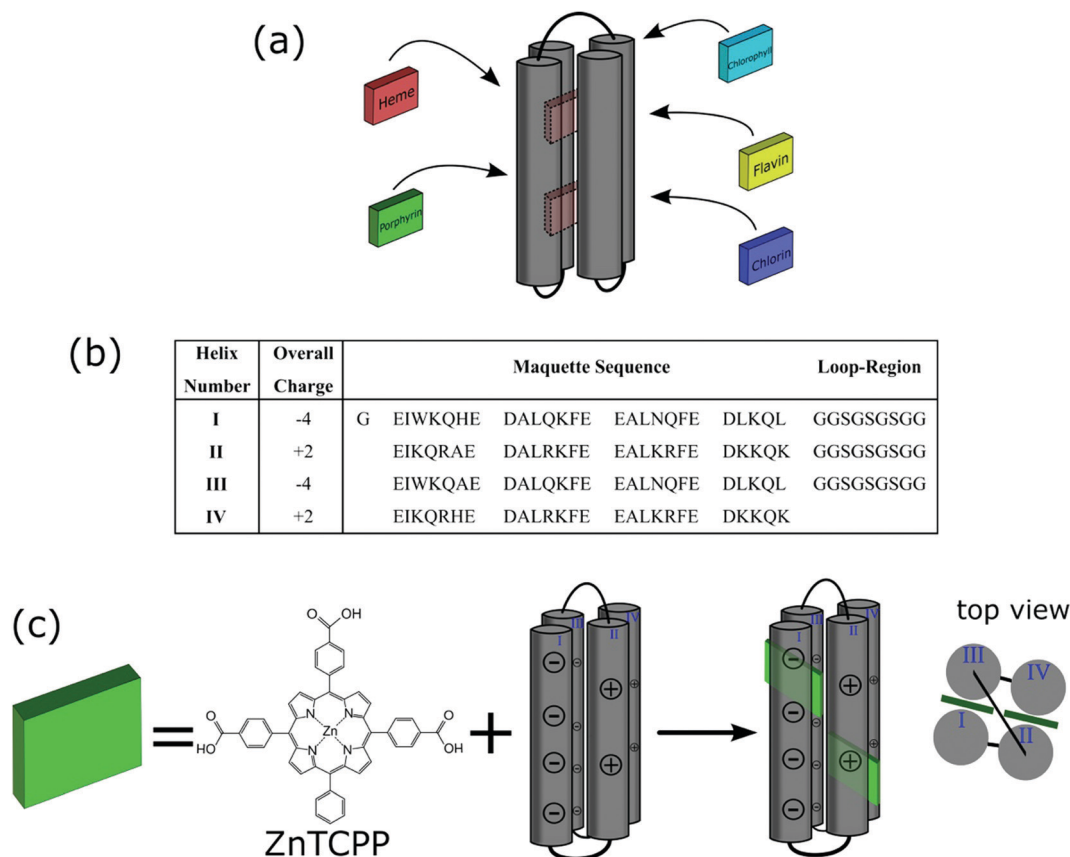 (a)
Heme
Chlorophyll
Porphyrin
Flavin
Chlorin
(b)
Helix Number Overall Charge Maquette Sequence Loop-Region
I -4 G EIWKQHE DALQKFE EALNQFE DLKQL GGSGSGSGG
II +2 EIKQRAE DALRKFE EALKRFE DKKQK GGSGSGSGG
III -4 EIWKQAE DALQKFE EALNQFE DLKQL GGSGSGSGG
IV +2 EIKQRHE DALRKFE EALKRFE DKKQK
(c)
=
O OH
O HO
N N N N Zn
O OH
ZnTCPP
+
I III II IV
− − − − − − − −
+ + + +
I III II IV
− − − − − − − −
+ + + +
top view
III IV
I II